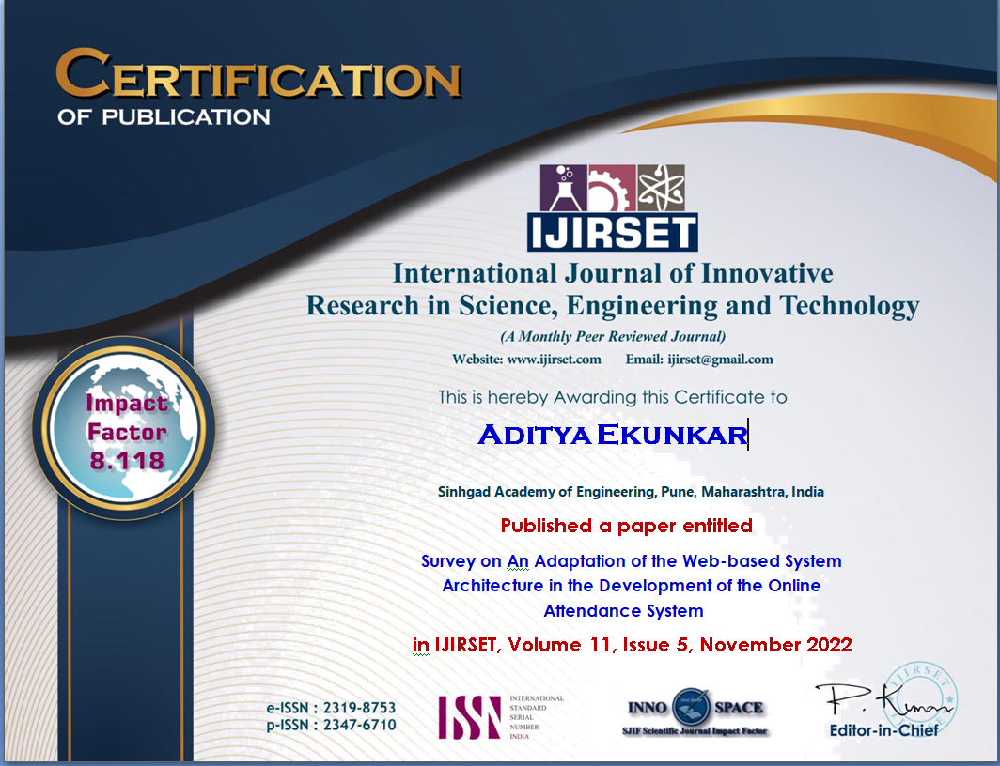 CERTIFICATION
OF PUBLICATION
IJIRSET
International Journal of Innovative
Research in Science, Engineering and Technology
(A Monthly Peer Reviewed Journal)
Website: www.ijirset.com Email: ijirset@gmail.com
This is hereby Awarding this Certificate to
ADITYA EKUNKAR
Impact
Factor
8.118
Sinhgad Academy of Engineering, Pune, Maharashtra, India
Published a paper entitled
Survey on An Adaptation of the Web-based System
Architecture in the Development of the Online
Attendance System
in IJIRSET, Volume 11, Issue 5, November 2022
e-ISSN : 2319-8753
p-ISSN : 2347-6710
ISSN
INTERNATIONAL
STANDARD
SERIAL
NUMBER
INDIA
INNO SPACE
Inno Space
SJIF Scientific Journal Impact Factor
IJIRSET
P. Kumar
Editor-in-Chief